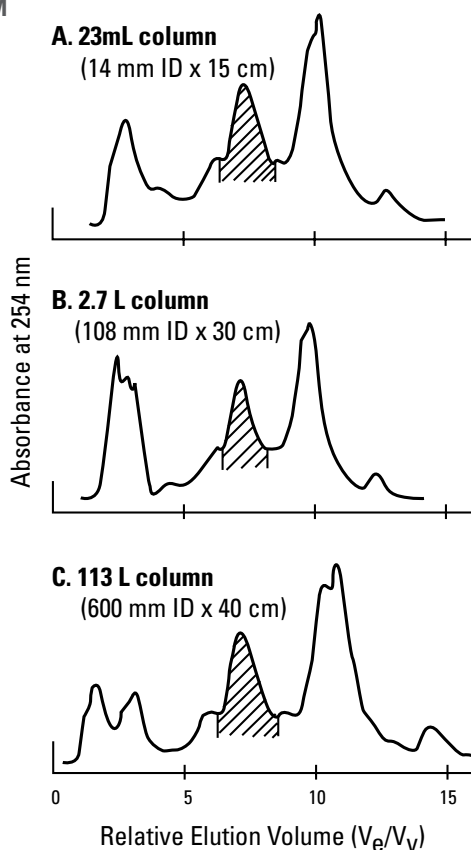 A. 23mL column
(14 mm ID x 15 cm)
B. 2.7 L column
(108 mm ID x 30 cm)
Absorbance at 254 nm
C. 113 L column
(600 mm ID x 40 cm)
0 5 10 15
Relative Elution Volume (Ve/Vv)